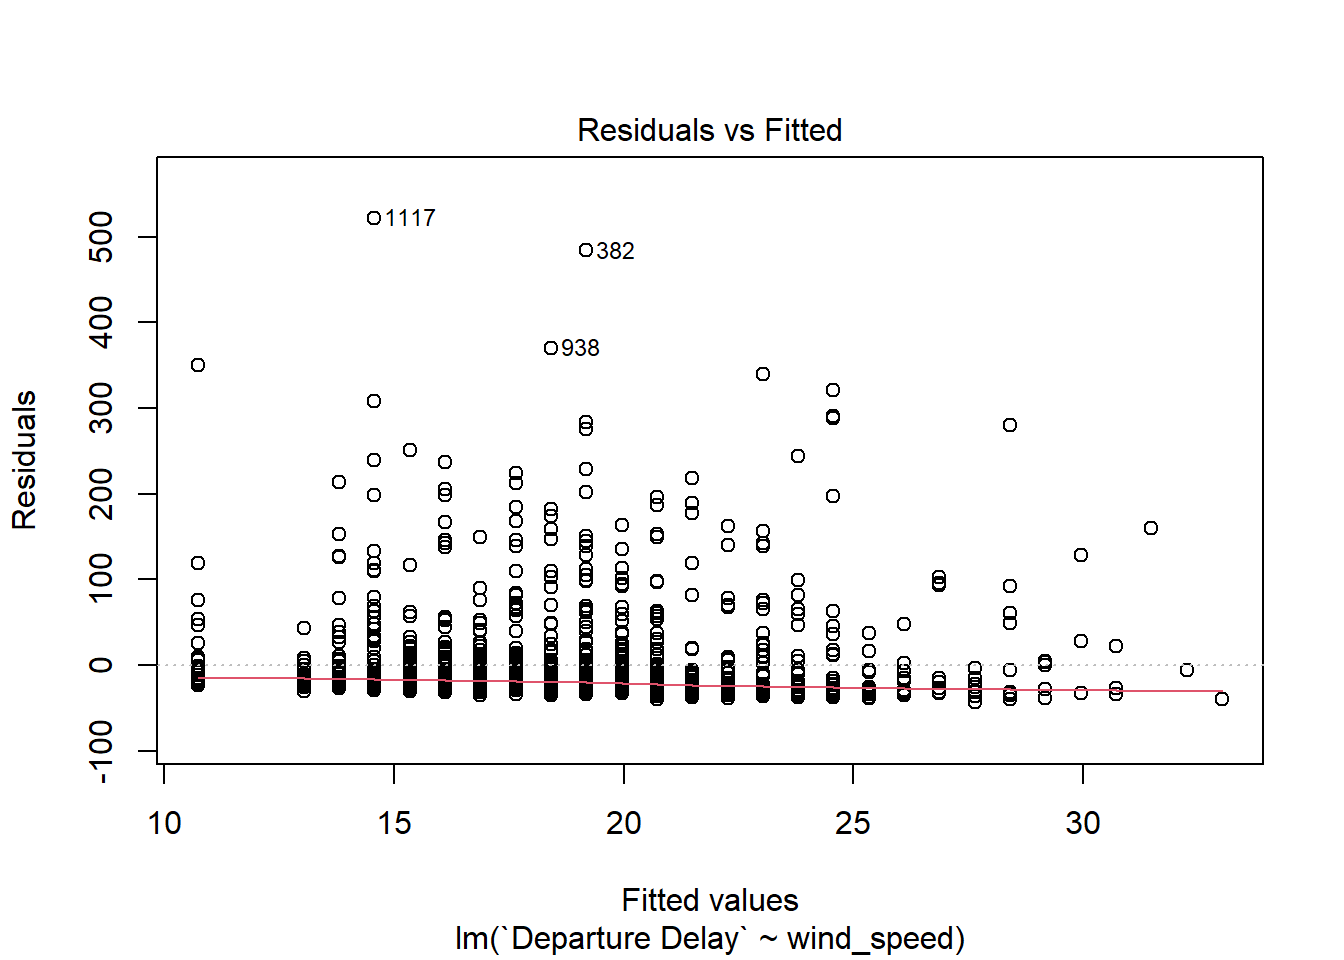 Residuals vs Fitted
Residuals
500
400
300
200
100
0
-100
1117
382
938
10 15 20 25 30
Fitted values
lm(`Departure Delay` ~ wind_speed)